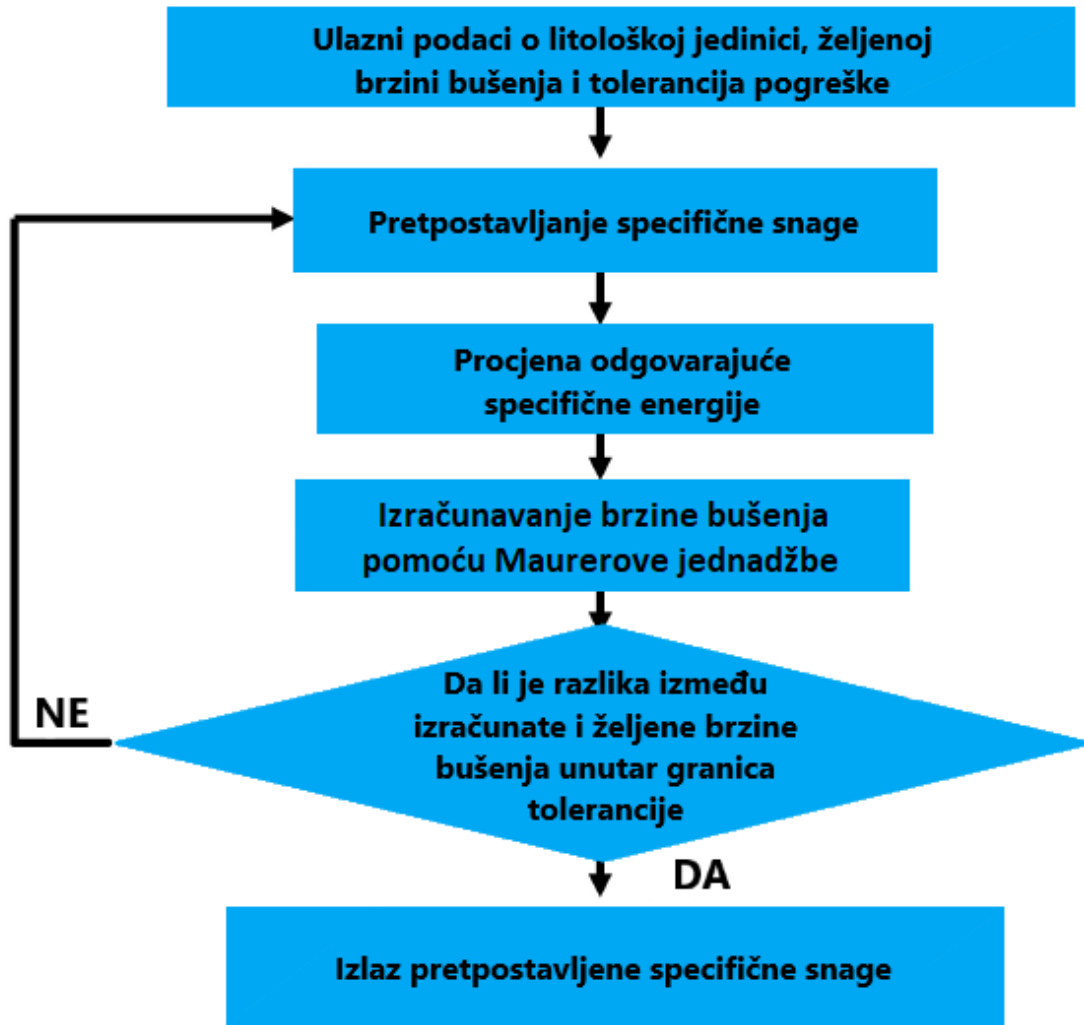 Ulazni podaci o litološkoj jedinici, željenoj
brzini bušenja i tolerancija pogreške
Pretpostavljanje specifične snage
Procjena odgovarajuće
specifične energije
Izračunavanje brzine bušenja
pomoću Maurerove jednadžbe
Da li je razlika između
izračunate i željene brzine
bušenja unutar granica
tolerancije
NE
DA
Izlaz pretpostavljene specifične snage